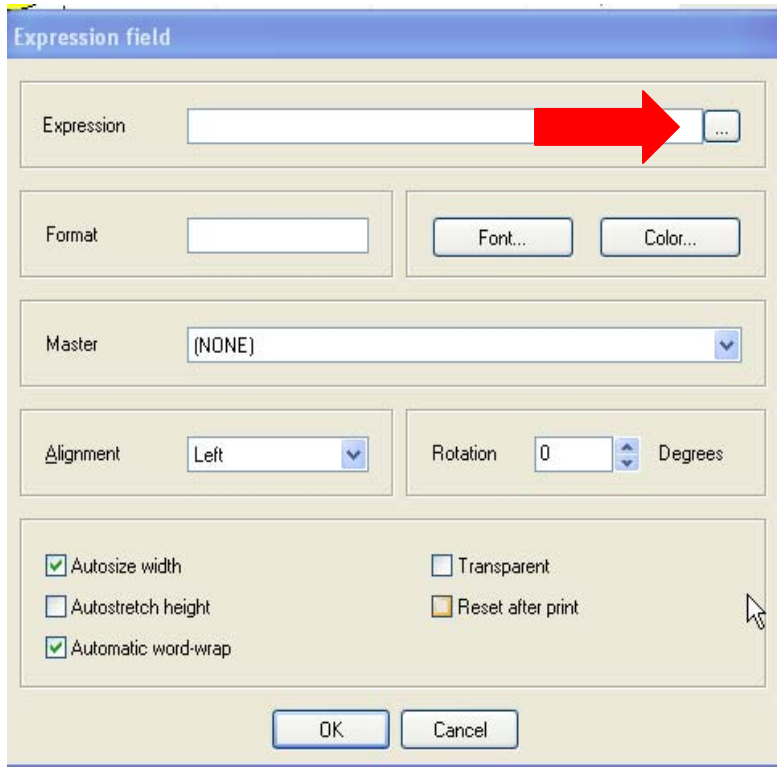 Expression field
Expression ...
Format Font... Color...
Master (NONE)
Alignment Left Rotation 0 Degrees
Autosize width Transparent
Autostretch height Reset after print
Automatic word-wrap
OK Cancel